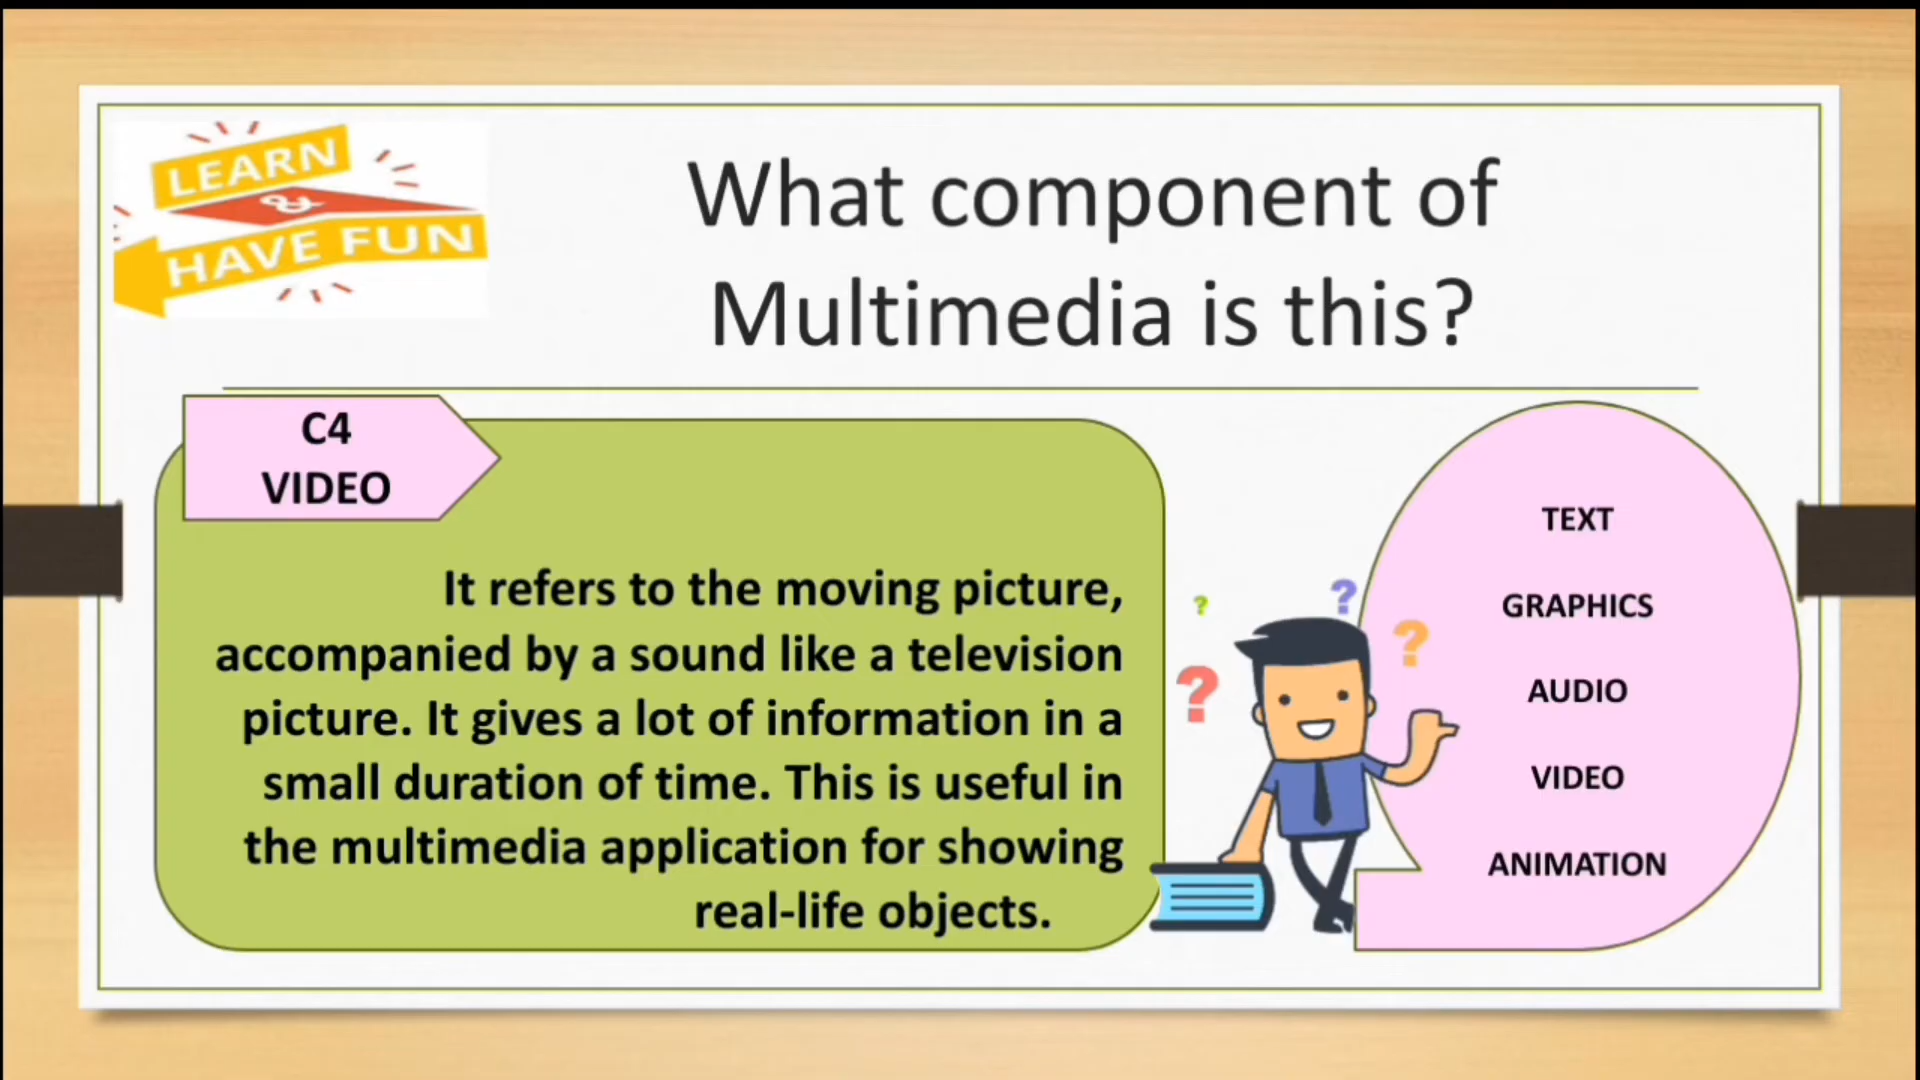 LEARN
&
HAVE FUN
What component of
Multimedia is this?
C4
VIDEO
It refers to the moving picture,
accompanied by a sound like a television
picture. It gives a lot of information in a
small duration of time. This is useful in
the multimedia application for showing
real-life objects.
?
?
?
?
TEXT
GRAPHICS
AUDIO
VIDEO
ANIMATION